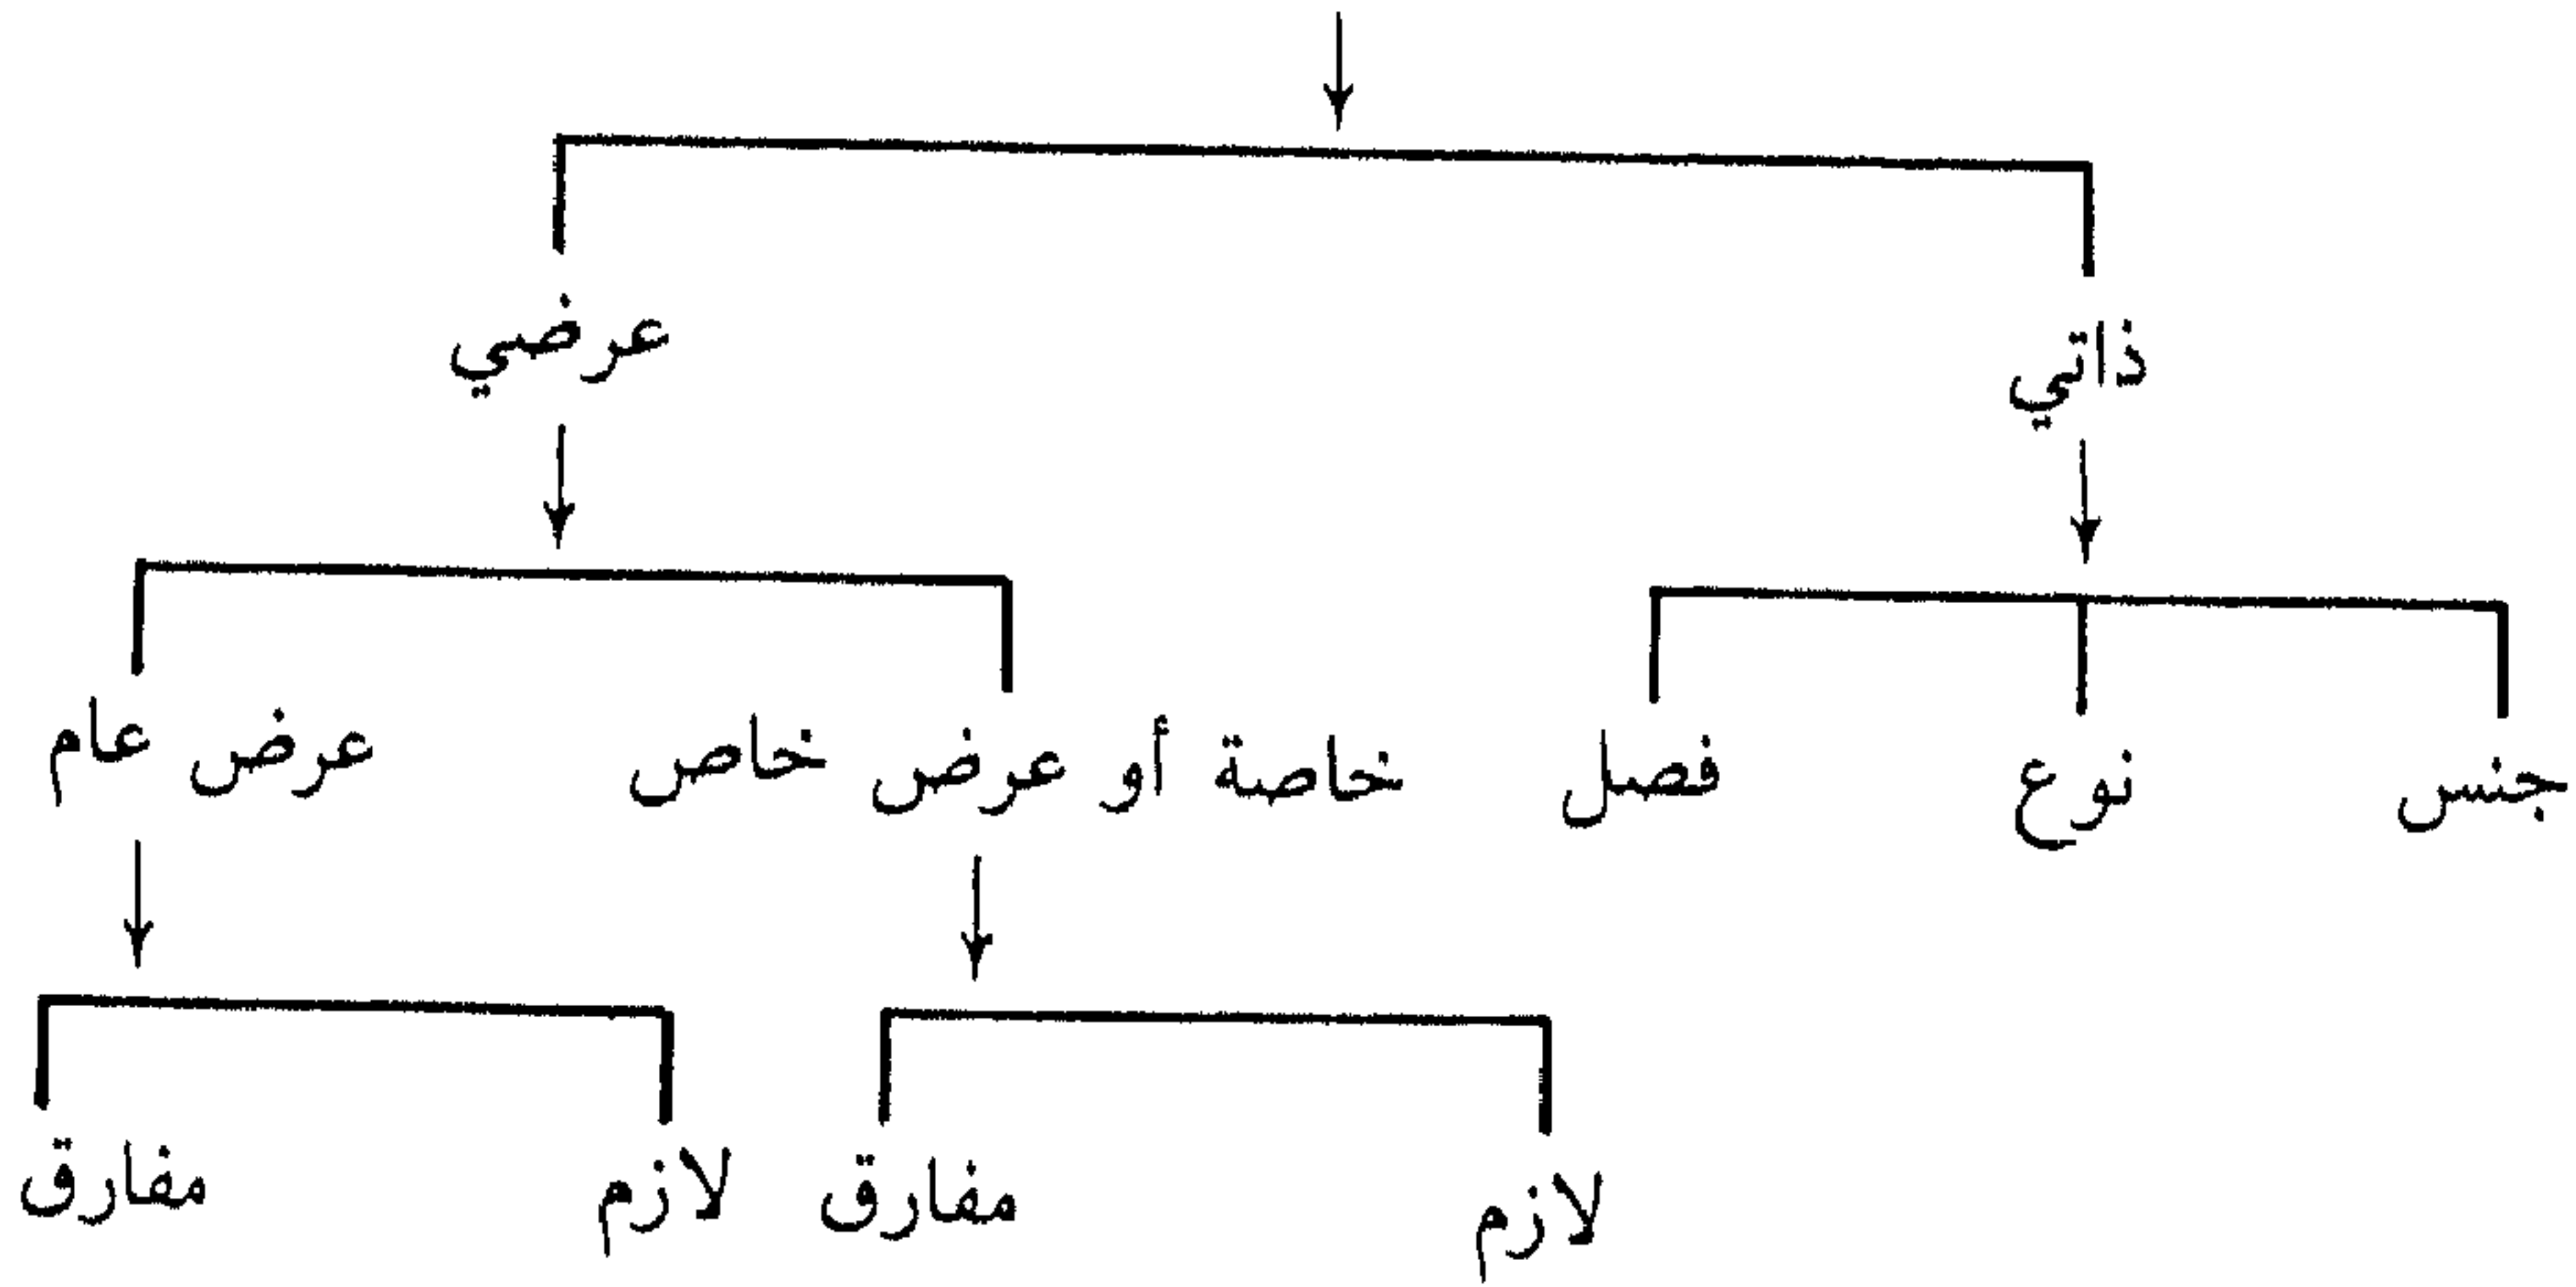 ذاتي عرضي
جنس نوع فصل خاصة أو عرض خاص عرض عام
لازم مفارق لازم مفارق